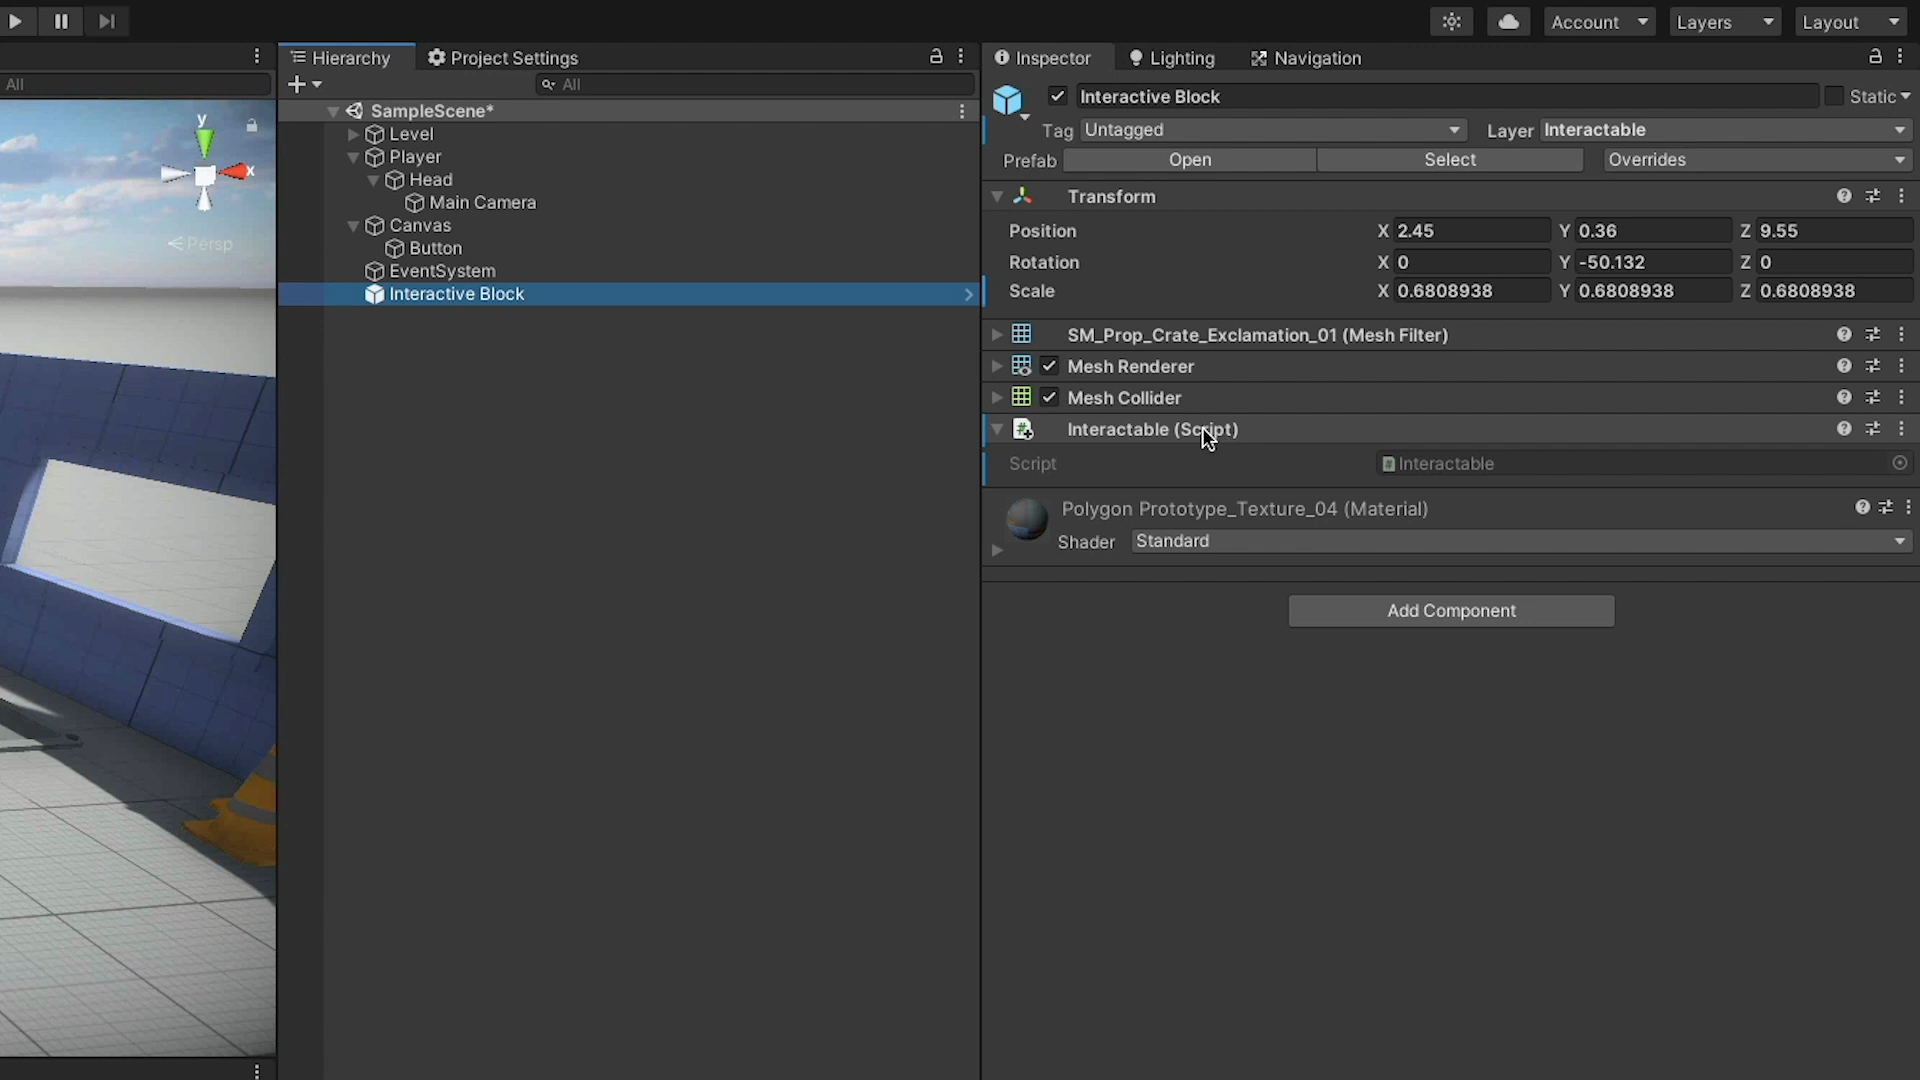 Account
Layers
Layout
Hierarchy
Project Settings
Inspector
Lighting
Navigation
All
All
Interactive Block
Static
SampleScene*
Tag
Untagged
Layer
Interactable
Level
Player
Prefab
Open
Select
Overrides
Head
Main Camera
Transform
Canvas
Button
Position
X 2.45
Y 0.36
Z 9.55
EventSystem
Rotation
X 0
Y -50.132
Z 0
Interactive Block
Scale
X 0.6808938
Y 0.6808938
Z 0.6808938
y
x
Persp
SM_Prop_Crate_Exclamation_01 (Mesh Filter)
Mesh Renderer
Mesh Collider
Interactable (Script)
Script
Interactable
Polygon Prototype_Texture_04 (Material)
Shader
Standard
Add Component